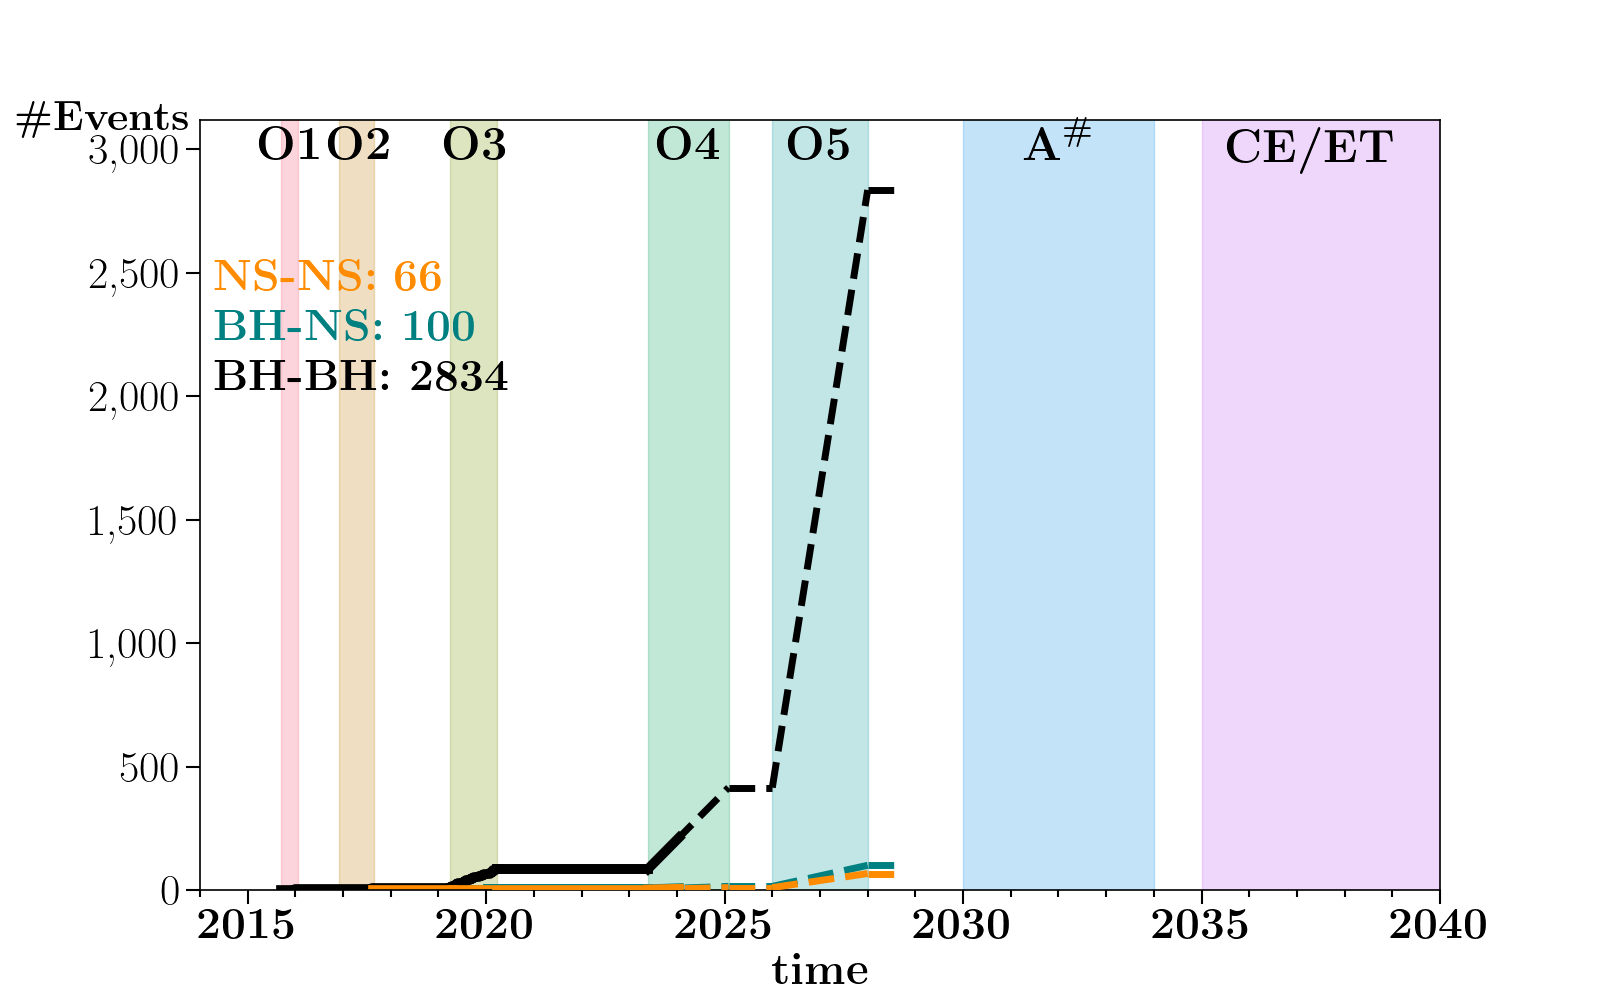 #Events
O1 O2 O3 O4 O5 A# CE/ET
3,000
2,500
NS-NS: 66
BH-NS: 100
BH-BH: 2834
2,000
1,500
1,000
500
0
2015 2020 2025 2030 2035 2040
time